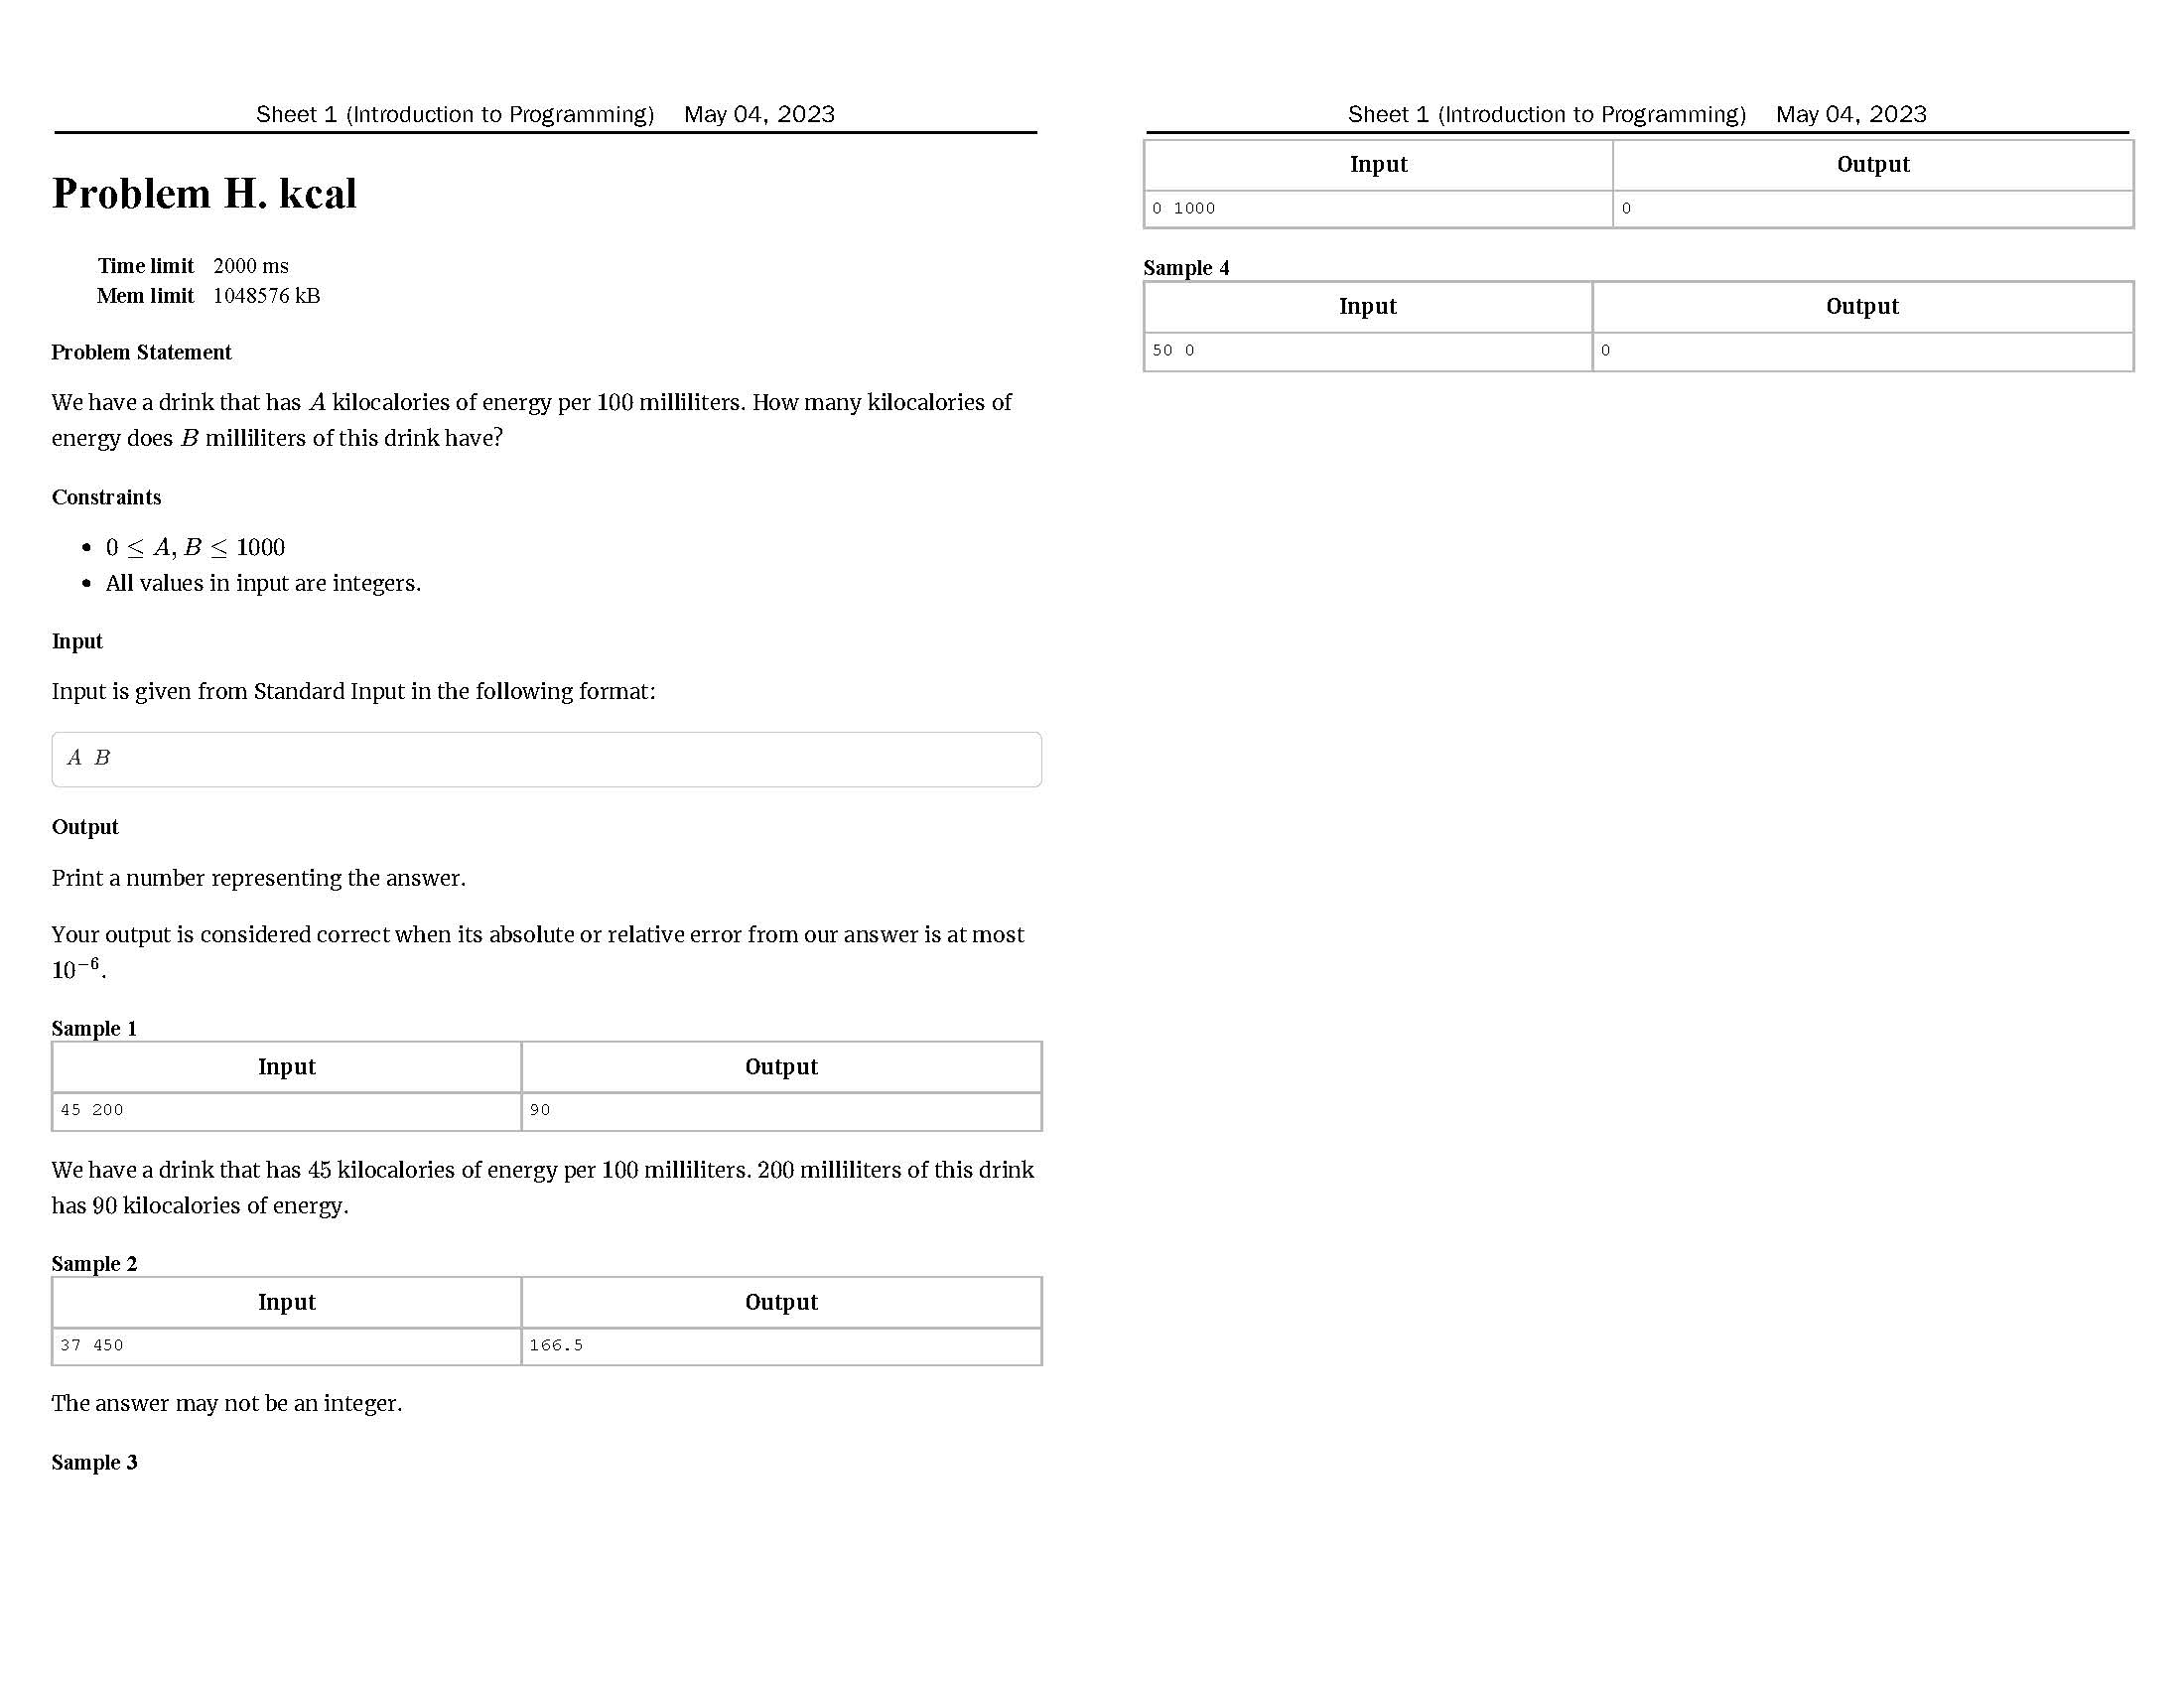 Sheet 1 (Introduction to Programming) May 04, 2023
Problem H. kcal
Time limit 2000 ms
Mem limit 1048576 kB
Problem Statement
We have a drink that has A kilocalories of energy per 100 milliliters. How many kilocalories of
energy does B milliliters of this drink have?
Constraints
• 0 ≤ A, B ≤ 1000
• All values in input are integers.
Input
Input is given from Standard Input in the following format:
A B
Output
Print a number representing the answer.
Your output is considered correct when its absolute or relative error from our answer is at most
10⁻⁶.
Sample 1
Input Output
45 200 90
We have a drink that has 45 kilocalories of energy per 100 milliliters. 200 milliliters of this drink
has 90 kilocalories of energy.
Sample 2
Input Output
37 450 166.5
The answer may not be an integer.
Sample 3
Sheet 1 (Introduction to Programming) May 04, 2023
Input Output
0 1000 0
Sample 4
Input Output
50 0 0